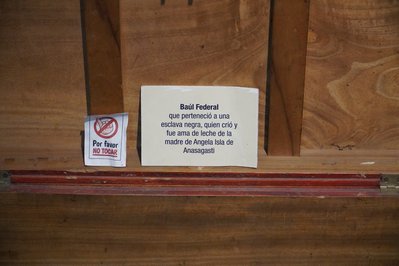 Por favor
NO TOCAR
Baúl Federal
que perteneció a una
esclava negra, quien crió y
fue ama de leche de la
madre de Angela Isla de
Anasagasti